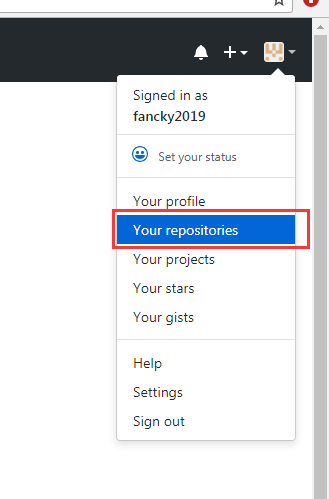 Signed in as
fancky2019
Set your status
Your profile
Your repositories
Your projects
Your stars
Your gists
Help
Settings
Sign out